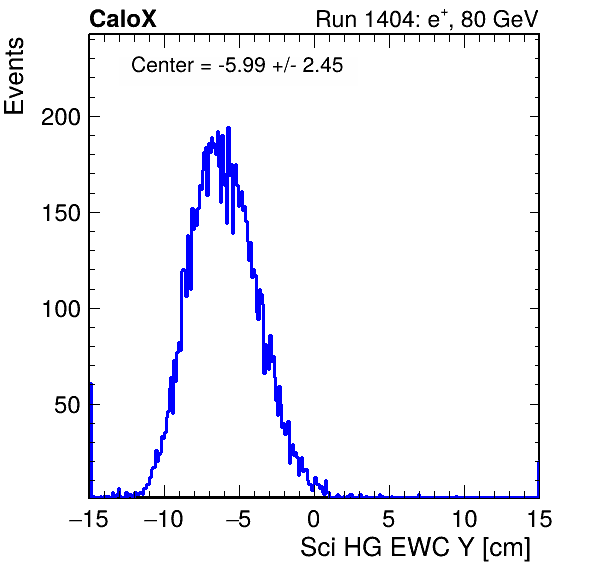 CaloX Run 1404: e⁺, 80 GeV
Center = -5.99 +/- 2.45
Events
200
150
100
50
−15 −10 −5 0 5 10 15
Sci HG EWC Y [cm]